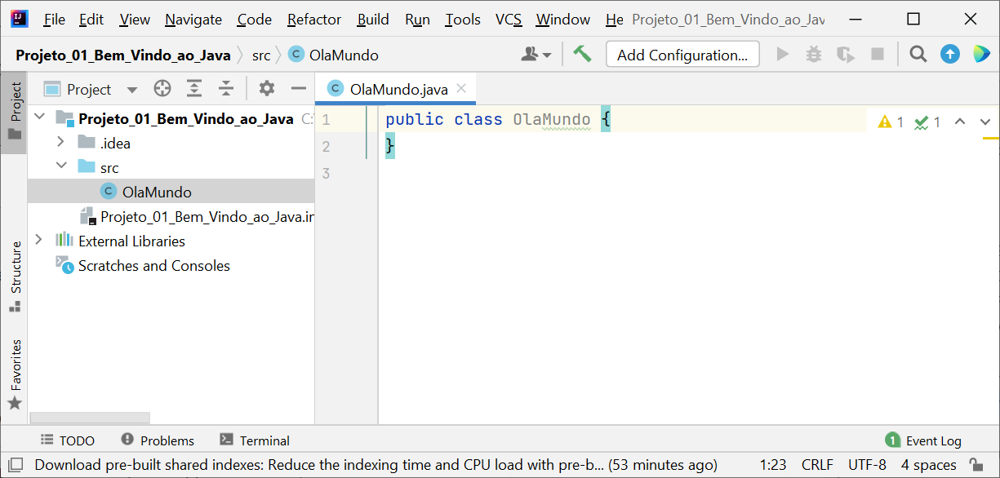 File Edit View Navigate Code Refactor Build Run Tools VCS Window He Projeto_01_Bem_Vindo_ao_Jav
Projeto_01_Bem_Vindo_ao_Java src C OlaMundo Add Configuration...
Project
Project
C OlaMundo.java
Projeto_01_Bem_Vindo_ao_Java C:
.idea
src
C OlaMundo
Projeto_01_Bem_Vindo_ao_Java.in
External Libraries
Scratches and Consoles
1 public class OlaMundo {
2 }
3
1 1
Structure
Favorites
TODO Problems Terminal 1 Event Log
Download pre-built shared indexes: Reduce the indexing time and CPU load with pre-b... (53 minutes ago) 1:23 CRLF UTF-8 4 spaces